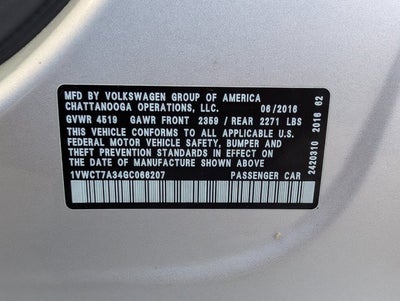 MFD BY VOLKSWAGEN GROUP OF AMERICA
CHATTANOOGA OPERATIONS, LLC. 06/2016
GVWR 4519 GAWR FRONT 2359 / REAR 2271 LBS
THIS VEHICLE CONFORMS TO ALL APPLICABLE U.S.
FEDERAL MOTOR VEHICLE SAFETY, BUMPER AND
THEFT PREVENTION STANDARDS IN EFFECT ON
THE DATE OF MANUFACTURE SHOWN ABOVE
1VWCT7A34GC066207 PASSENGER CAR
2420310 2016 62